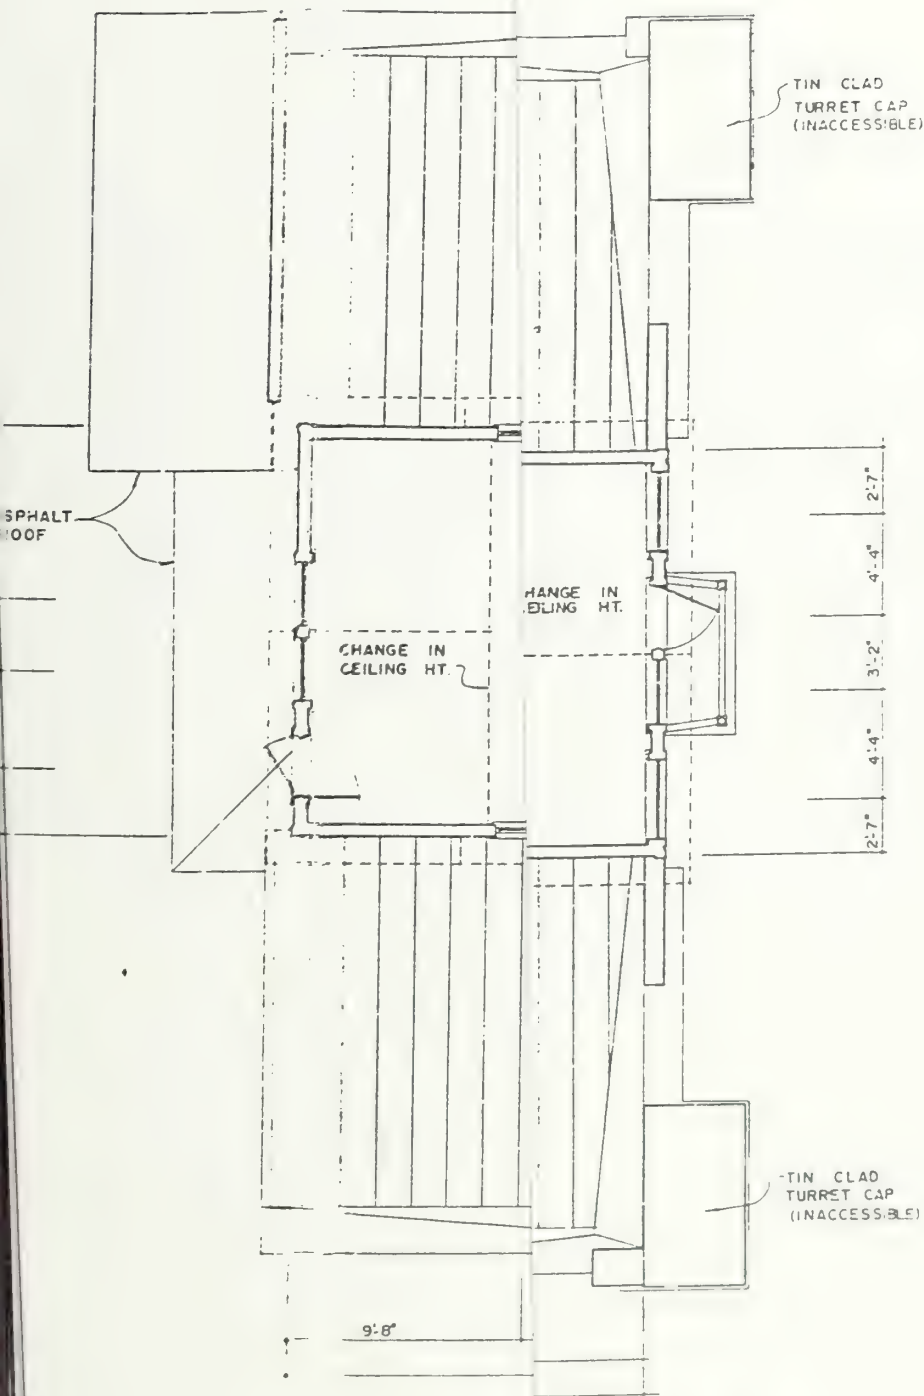 TIN CLAD
TURRET CAP
(INACCESSIBLE)
SPHALT
OOF
2'-7"
4'-4"
HANGE IN
EILING HT.
CHANGE IN
CEILING HT.
3'-2"
4'-4"
2'-7"
TIN CLAD
TURRET CAP
(INACCESSIBLE)
9'-8"